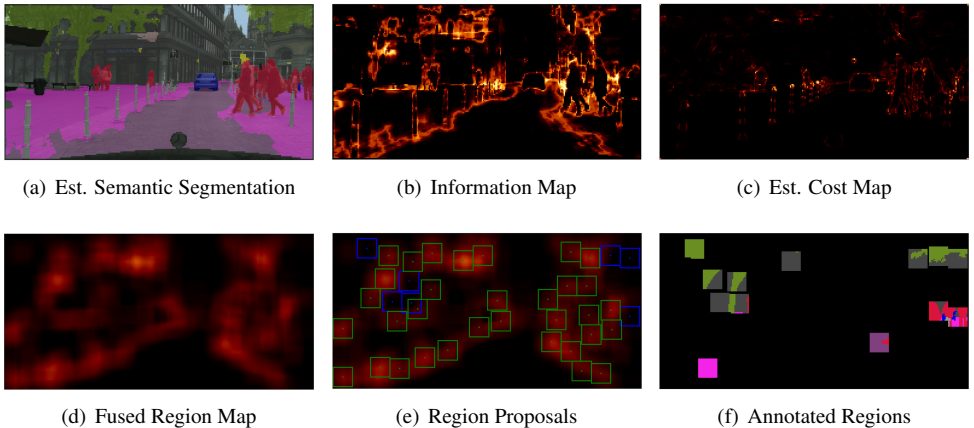 (a) Est. Semantic Segmentation
(b) Information Map
(c) Est. Cost Map
(d) Fused Region Map
(e) Region Proposals
(f) Annotated Regions